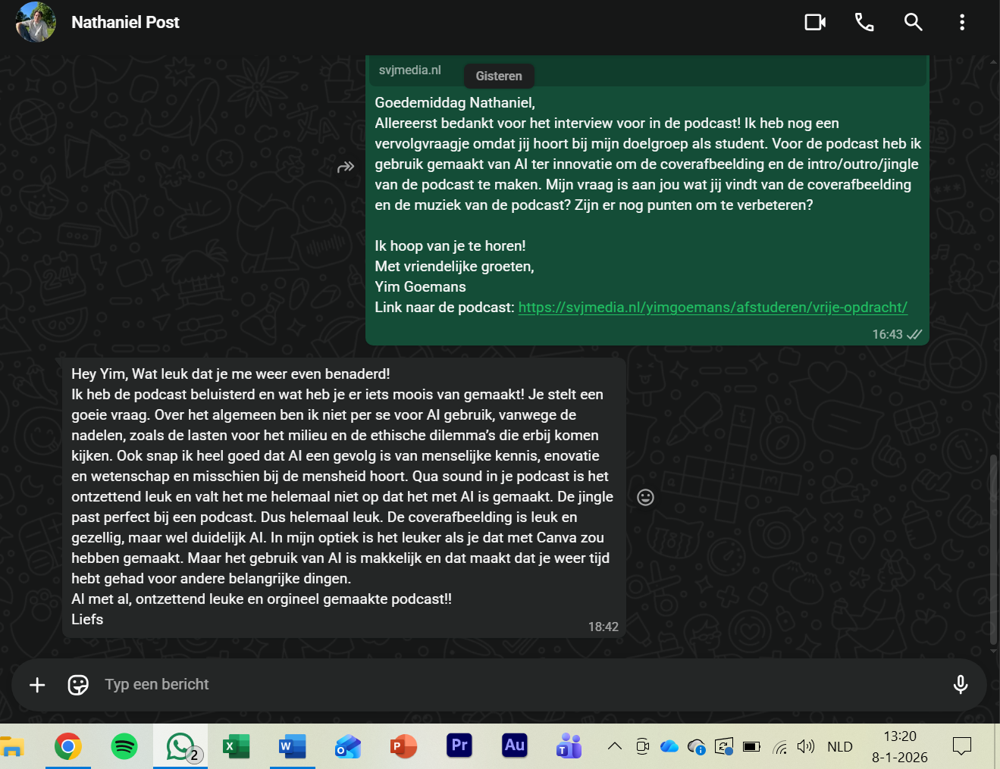 Nathaniel Post
svjmedia.nl
Gisteren
Goedemiddag Nathaniel,
Allereerst bedankt voor het interview voor in de podcast! Ik heb nog een
vervolgvraagje omdat jij hoort bij mijn doelgroep als student. Voor de podcast heb ik
gebruik gemaakt van AI ter innovatie om de coverafbeelding en de intro/outro/jingle
van de podcast te maken. Mijn vraag is aan jou wat jij vindt van de coverafbeelding
en de muziek van de podcast? Zijn er nog punten om te verbeteren?
Ik hoop van je te horen!
Met vriendelijke groeten,
Yim Goemans
Link naar de podcast: https://svjmedia.nl/yimgoemans/afstuderen/vrije-opdracht/
16:43
Hey Yim, Wat leuk dat je me weer even benaderd!
Ik heb de podcast beluisterd en wat heb je er iets moois van gemaakt! Je stelt een
goeie vraag. Over het algemeen ben ik niet per se voor AI gebruik, vanwege de
nadelen, zoals de lasten voor het milieu en de ethische dilemma's die erbij komen
kijken. Ook snap ik heel goed dat AI een gevolg is van menselijke kennis, enovatie
en wetenschap en misschien bij de mensheid hoort. Qua sound in je podcast is het
ontzettend leuk en valt het me helemaal niet op dat het met AI is gemaakt. De jingle
past perfect bij een podcast. Dus helemaal leuk. De coverafbeelding is leuk en
gezellig, maar wel duidelijk AI. In mijn optiek is het leuker als je dat met Canva zou
hebben gemaakt. Maar het gebruik van AI is makkelijk en dat maakt dat je weer tijd
hebt gehad voor andere belangrijke dingen.
Al met al, ontzettend leuke en orgineel gemaakte podcast!!
Liefs
18:42
Typ een bericht
2
X
W
O
P
Pr
Au
T
NLD
13:20
8-1-2026